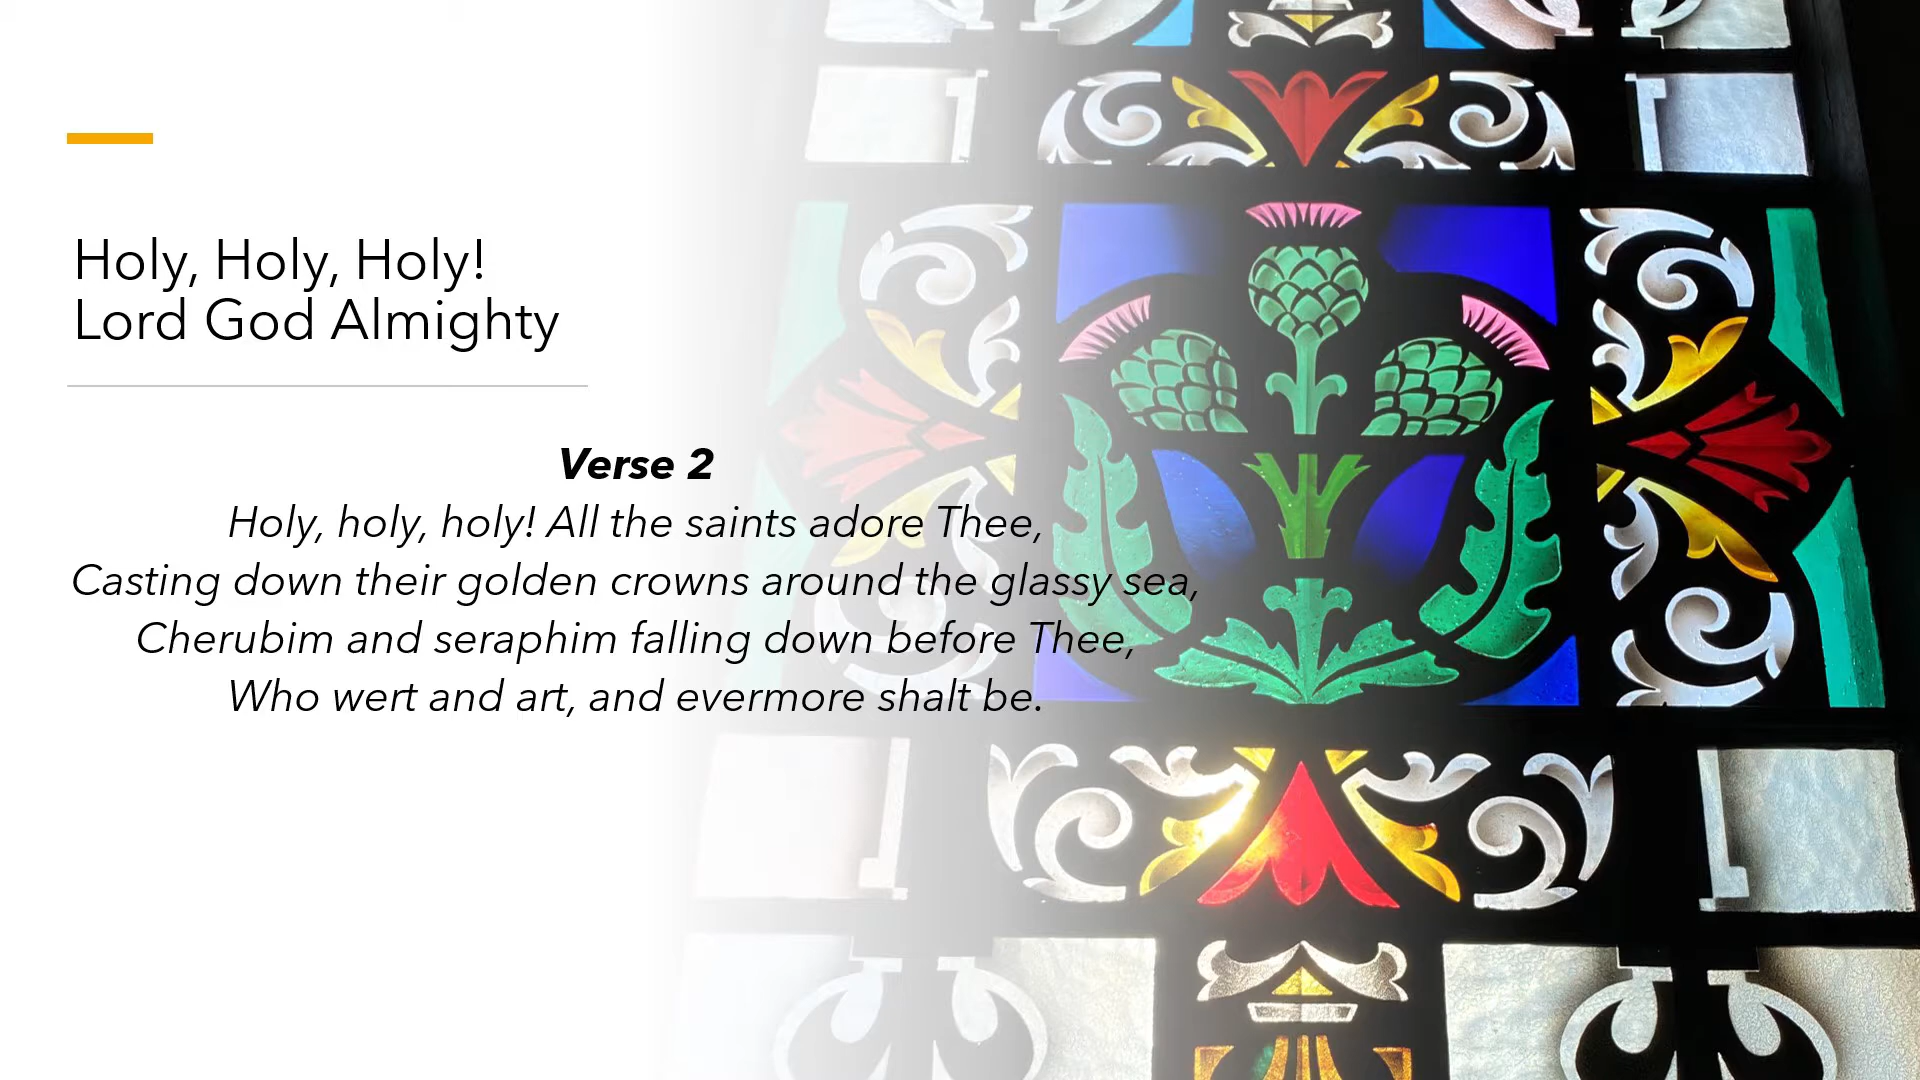 Holy, Holy, Holy!
Lord God Almighty
Verse 2
Holy, holy, holy! All the saints adore Thee,
Casting down their golden crowns around the glassy sea,
Cherubim and seraphim falling down before Thee,
Who wert and art, and evermore shalt be.